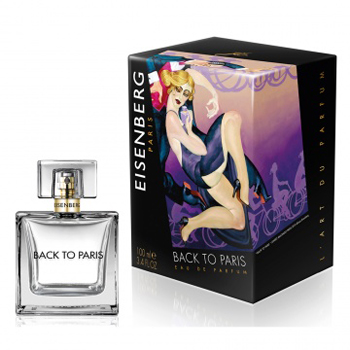 EISENBERG
BACK TO PARIS
EISENBERG
PARIS
100 ml e
3.4 FL.OZ
BACK TO PARIS
EAU DE PARFUM
L'ART DU PARFUM